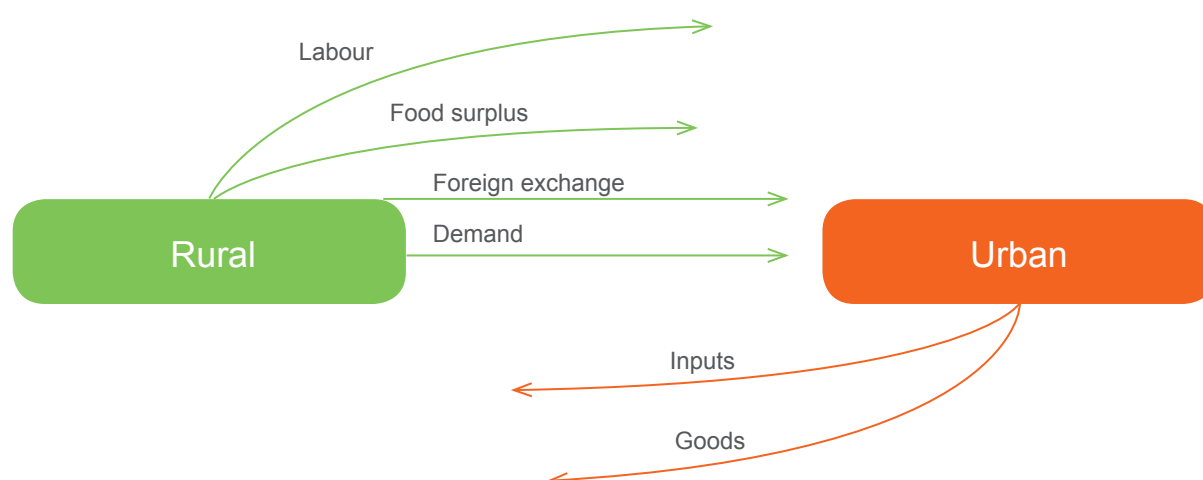 Labour
Food surplus
Foreign exchange
Demand
Rural
Urban
Inputs
Goods